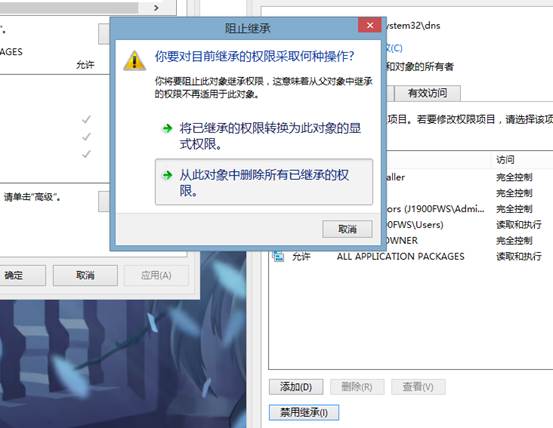 阻止继承
你要对目前继承的权限采取何种操作?
你将要阻止此对象继承权限，这意味着从父对象中继承
的权限不再适用于此对象。
将已继承的权限转换为此对象的显
式权限。
从此对象中删除所有已继承的权
限。
取消
AGES
允许
请单击"高级"。
确定
取消
应用(A)
ystem32\dns
(C)
和对象的所有者
有效访问
项目。若要修改权限项目，请选择该项
访问
aller
完全控制
完全控制
ors (J1900FWS\Admi...
完全控制
00FWS\Users)
读取和执行
OWNER
完全控制
允许
ALL APPLICATION PACKAGES
读取和执行
添加(D)
删除(R)
查看(V)
禁用继承(I)